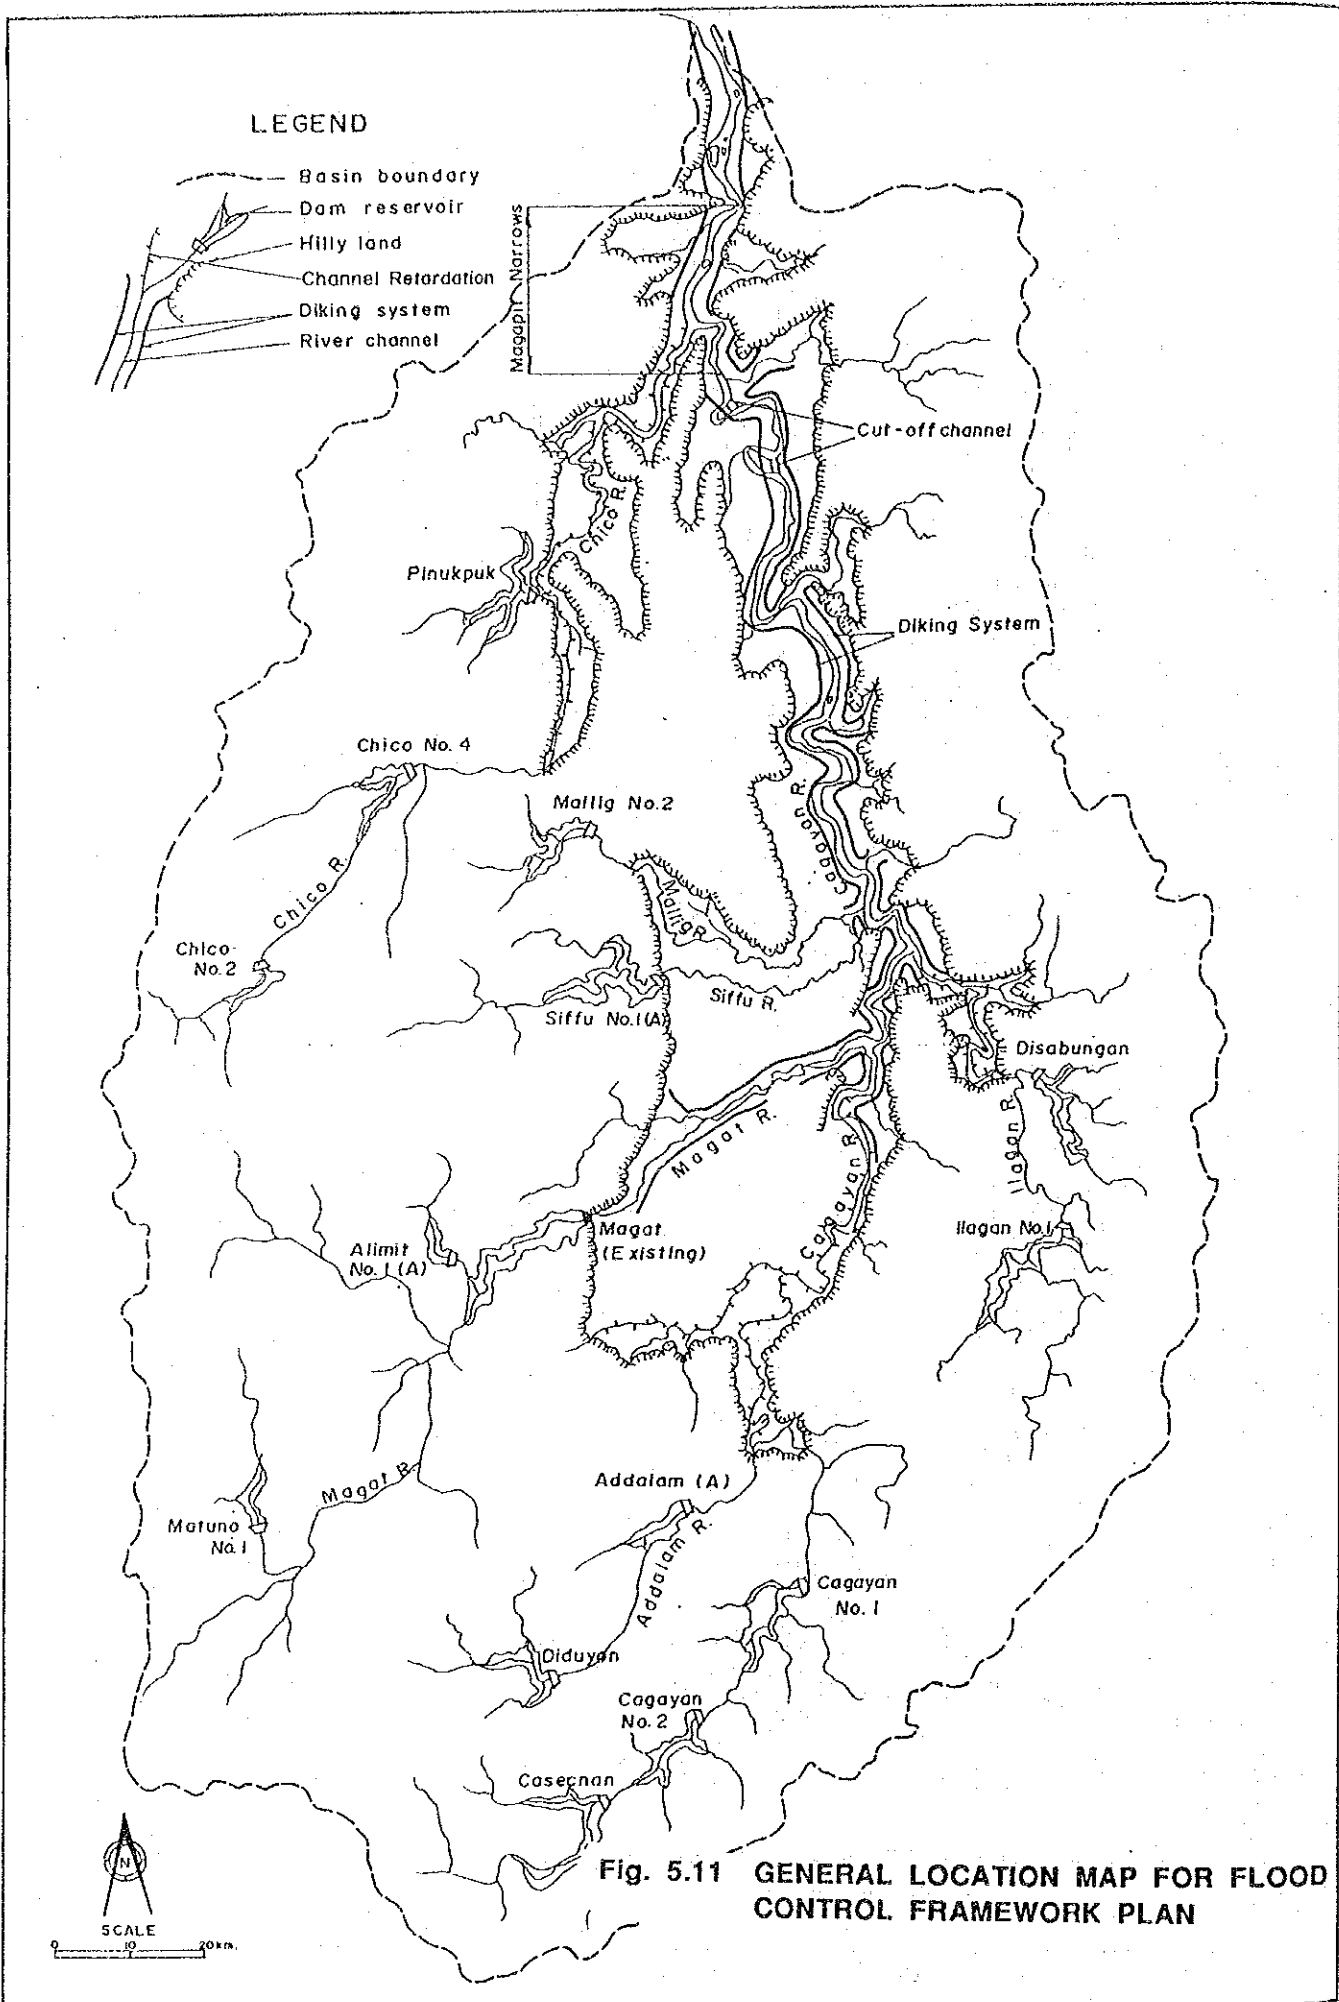 LEGEND
Basin boundary
Dam reservoir
Hilly land
Channel Retardation
Diking system
River channel
Magapit Narrows
Cut-off channel
Chico R.
Pinukpuk
Diking System
Chico No. 4
Mallig No. 2
Cagayan R.
Chico R.
Mallig R.
Chico
No. 2
Siffu R.
Siffu No. 1 (A)
Disabungan
Magat R.
Ilagan R.
Cagayan R.
Magat
(Existing)
Ilagan No. 1
Alimit
No. 1 (A)
Magat R.
Addalam (A)
Matuno
No. 1
Addalam R.
Cagayan
No. 1
Diduyon
Cagayan
No. 2
Casecnan
N
SCALE
0 10 20km.
Fig. 5.11 GENERAL LOCATION MAP FOR FLOOD
CONTROL FRAMEWORK PLAN